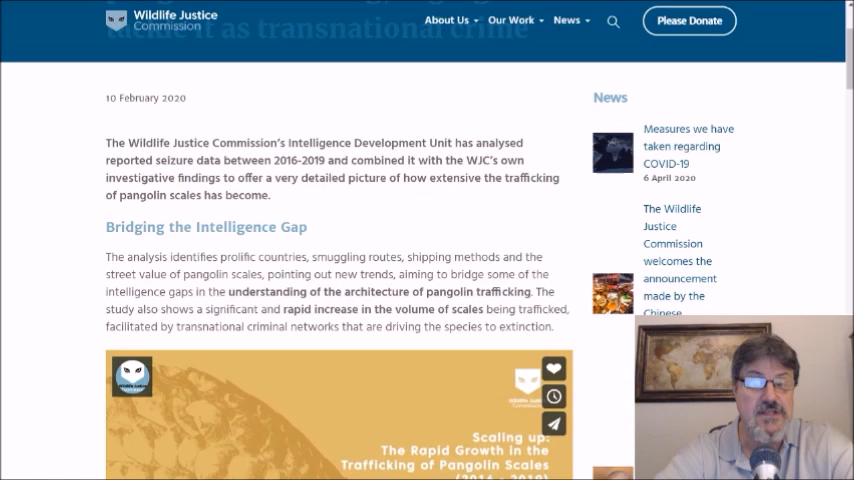 Wildlife Justice
Commission
About Us
Our Work
News
Please Donate
tackle it as transnational crime
10 February 2020
The Wildlife Justice Commission's Intelligence Development Unit has analysed
reported seizure data between 2016-2019 and combined it with the WJC's own
investigative findings to offer a very detailed picture of how extensive the trafficking
of pangolin scales has become.
Bridging the Intelligence Gap
The analysis identifies prolific countries, smuggling routes, shipping methods and the
street value of pangolin scales, pointing out new trends, aiming to bridge some of the
intelligence gaps in the understanding of the architecture of pangolin trafficking. The
study also shows a significant and rapid increase in the volume of scales being trafficked,
facilitated by transnational criminal networks that are driving the species to extinction.
Scaling up:
The Rapid Growth in the
Trafficking of Pangolin Scales
(2016 - 2019)
News
Measures we have
taken regarding
COVID-19
6 April 2020
The Wildlife
Justice
Commission
welcomes the
announcement
made by the
Chinese